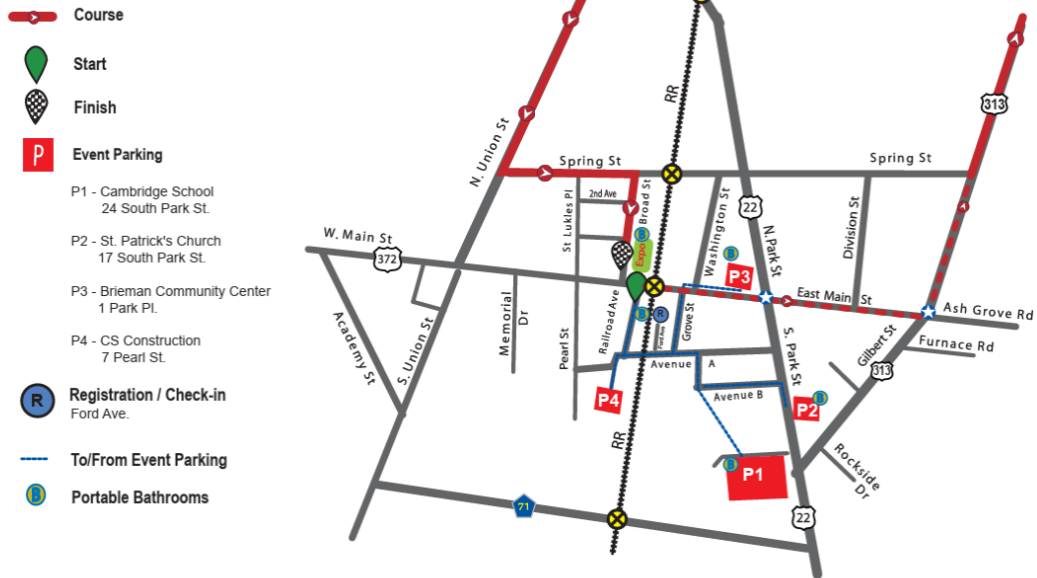 Course
Start
Finish
P
Event Parking
P1 - Cambridge School
24 South Park St.
P2 - St. Patrick's Church
17 South Park St.
P3 - Brieman Community Center
1 Park Pl.
P4 - CS Construction
7 Pearl St.
R
Registration / Check-in
Ford Ave.
To/From Event Parking
B
Portable Bathrooms
RR
313
N. Union St
Spring St
Spring St
2nd Ave
St Lukles Pl
Broad St
Washington St
22
N. Park St
Division St
W. Main St
372
B
Expo
B
P3
East Main St
Ash Grove Rd
Furnace Rd
Academy St
S. Union St
Memorial
Dr
Pearl St
Railroad Ave
B
R
Ford Ave
Grove St
S. Park St
Gilbert St
313
Avenue A
Avenue B
P4
P2
B
RR
B
P1
Rockside
Dr
71
22